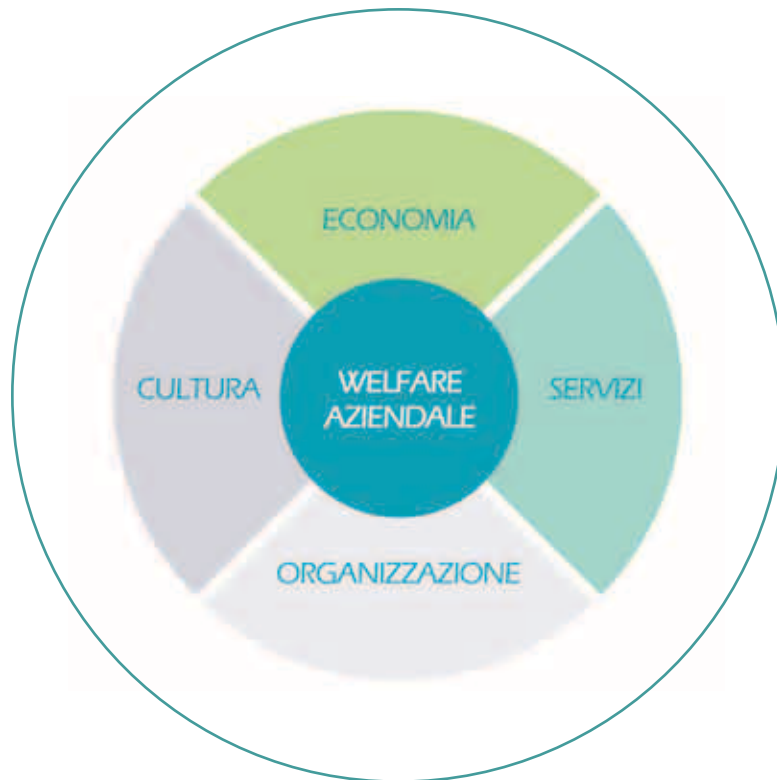 ECONOMIA
CULTURA
WELFARE
AZIENDALE
SERVIZI
ORGANIZZAZIONE